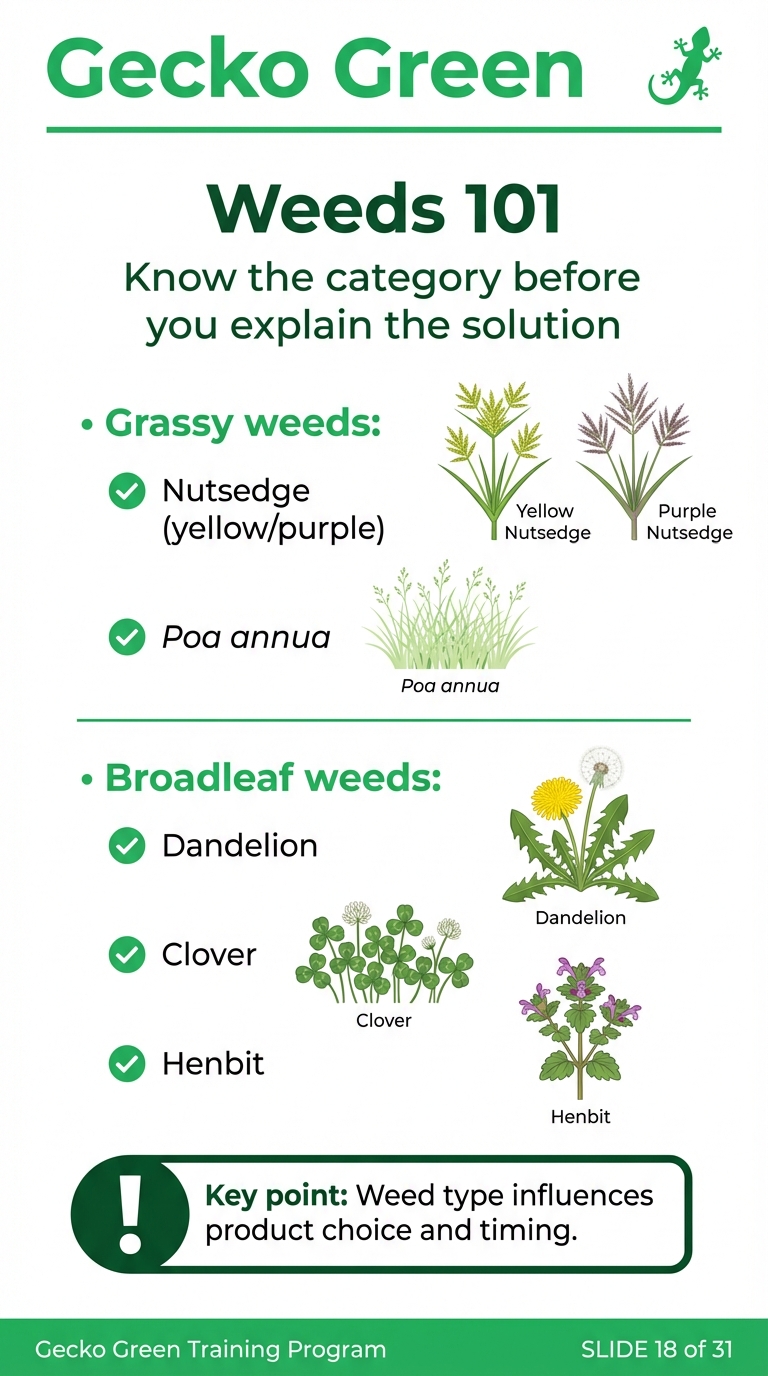 Gecko Green
Weeds 101
Know the category before
you explain the solution
• Grassy weeds:
Nutsedge
(yellow/purple)
Yellow
Nutsedge
Purple
Nutsedge
Poa annua
Poa annua
• Broadleaf weeds:
Dandelion
Dandelion
Clover
Clover
Henbit
Henbit
! Key point: Weed type influences
product choice and timing.
Gecko Green Training Program
SLIDE 18 of 31